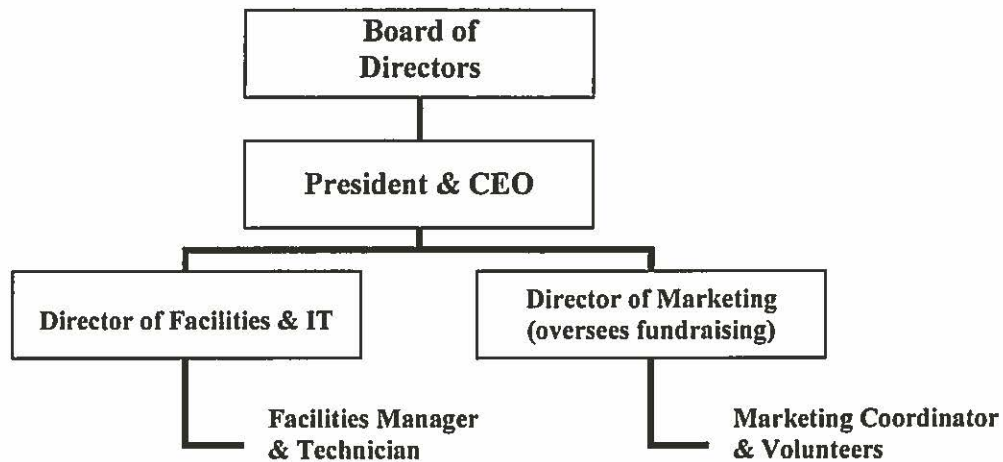 Board of
Directors
President & CEO
Director of Facilities & IT
Director of Marketing
(overseas fundraising)
Facilities Manager
& Technician
Marketing Coordinator
& Volunteers